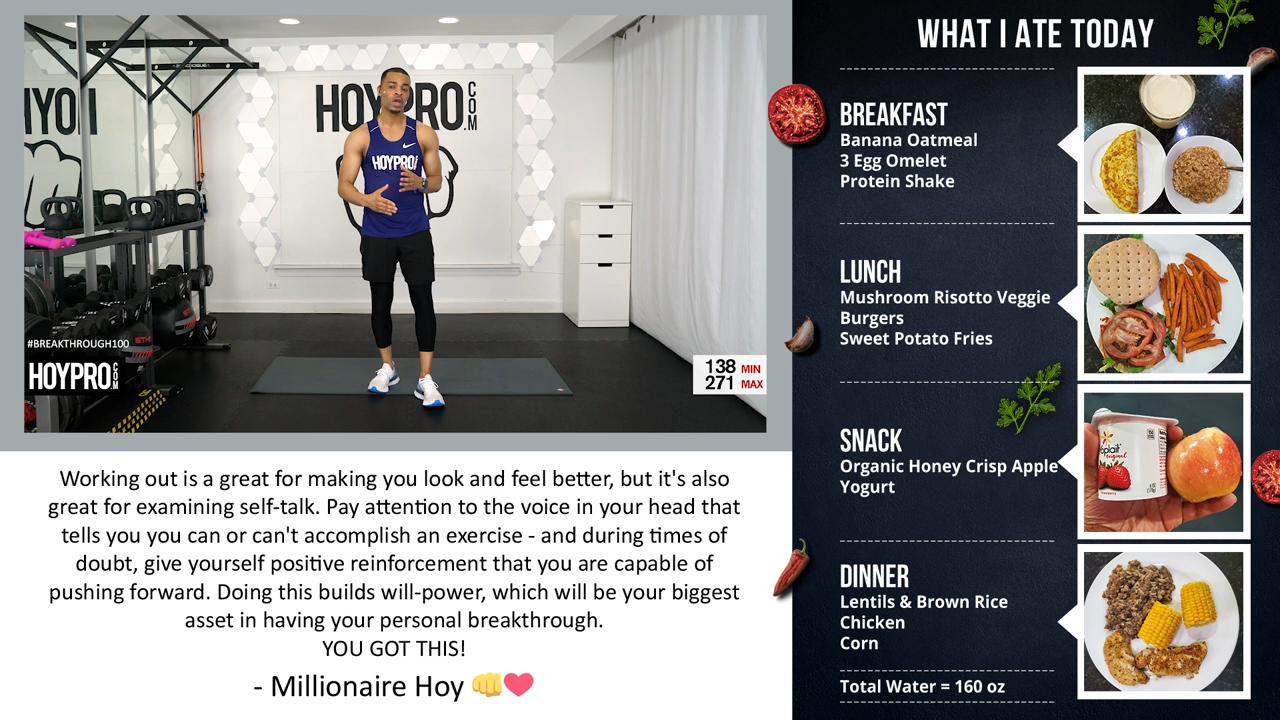 HOYPRO
.COM
HOYPRO
#BREAKTHROUGH100
HOYPRO
.COM
138 MIN
271 MAX
Working out is a great for making you look and feel better, but it's also
great for examining self-talk. Pay attention to the voice in your head that
tells you you can or can't accomplish an exercise - and during times of
doubt, give yourself positive reinforcement that you are capable of
pushing forward. Doing this builds will-power, which will be your biggest
asset in having your personal breakthrough.
YOU GOT THIS!
- Millionaire Hoy 👊❤️
WHAT I ATE TODAY
BREAKFAST
Banana Oatmeal
3 Egg Omelet
Protein Shake
LUNCH
Mushroom Risotto Veggie
Burgers
Sweet Potato Fries
SNACK
Organic Honey Crisp Apple
Yogurt
oplait
original
DINNER
Lentils & Brown Rice
Chicken
Corn
Total Water = 160 oz